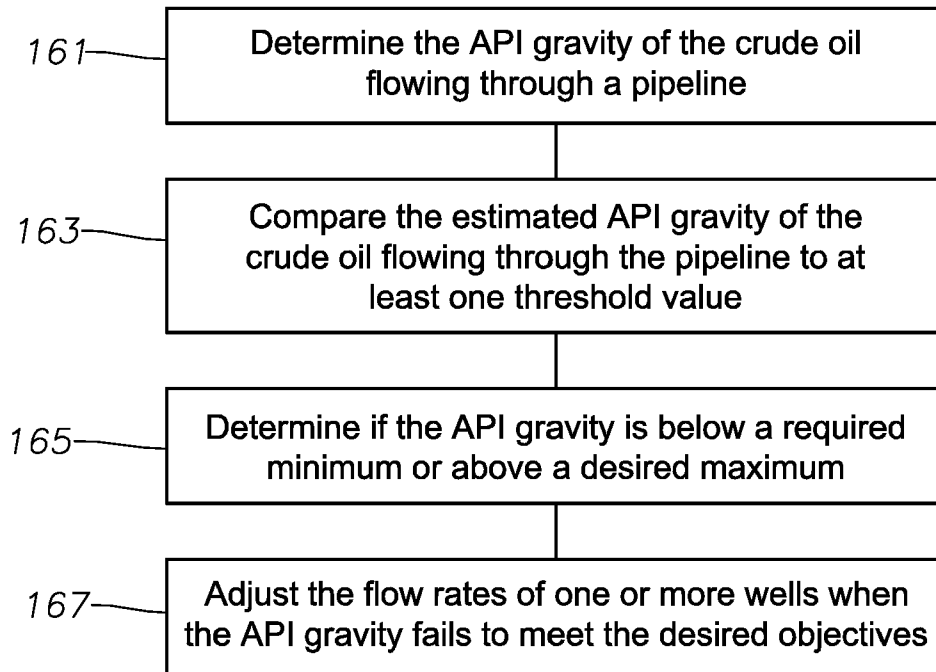 161
Determine the API gravity of the crude oil
flowing through a pipeline
163
Compare the estimated API gravity of the
crude oil flowing through the pipeline to at
least one threshold value
165
Determine if the API gravity is below a required
minimum or above a desired maximum
167
Adjust the flow rates of one or more wells when
the API gravity fails to meet the desired objectives